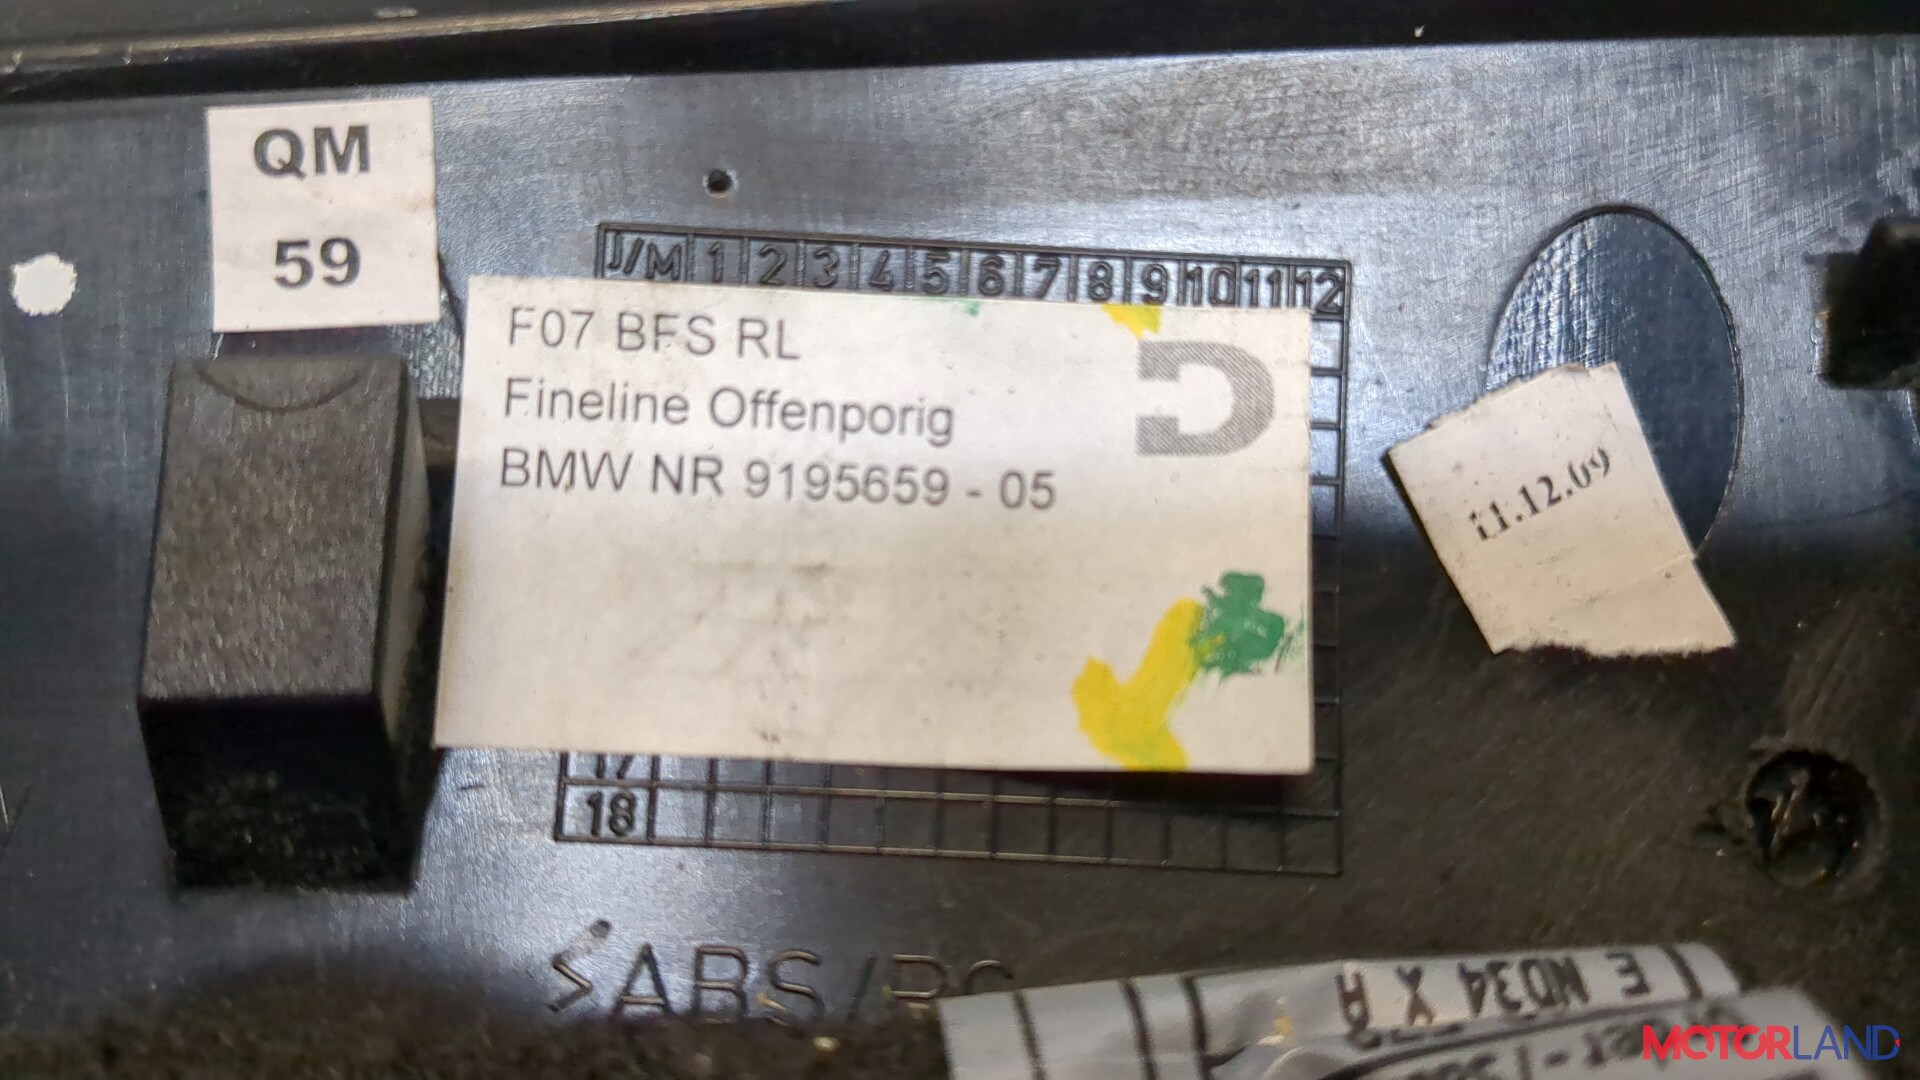 QM
59
J/M 1 2 3 4 5 6 7 8 9 10 11 12
F07 BFS RL
Fineline Offenporig
BMW NR 9195659 - 05
11.12.09
17
18
>ABS/PC
E ND34 X A
MOTORLAND